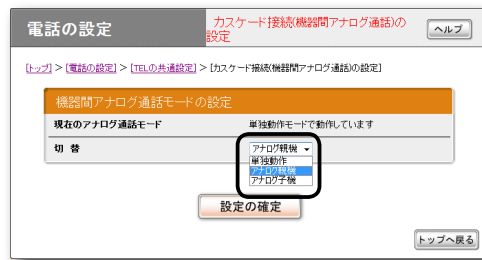 電話の設定
カスケード接続(機器間アナログ通話)の設定
ヘルプ
[トップ] > [電話の設定] > [TELの共通設定] > [カスケード接続(機器間アナログ通話)の設定]
機器間アナログ通話モードの設定
現在のアナログ通話モード 単独動作モードで動作しています
切 替 アナログ親機
単独動作
アナログ親機
アナログ子機
設定の確定
トップへ戻る